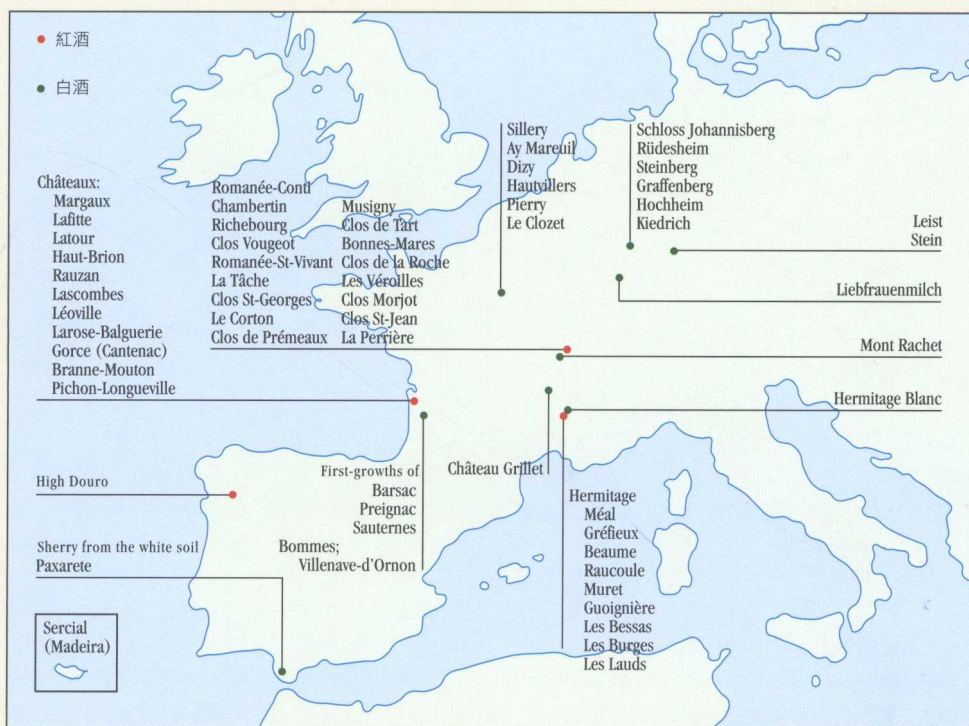 紅酒
白酒
Châteaux:
Margaux
Lafitte
Latour
Haut-Brion
Rauzan
Lascombes
Léoville
Larose-Balguerie
Gorce (Cantenac)
Branne-Mouton
Pichon-Longueville
Romanée-Conti
Chambertin
Richebourg
Clos Vougeot
Romanée-St-Vivant
La Tâche
Clos St-Georges
Le Corton
Clos de Prémeaux
Musigny
Clos de Tart
Bonnes-Mares
Clos de la Roche
Les Véroilles
Clos Morjot
Clos St-Jean
La Perrière
Sillery
Ay Mareuil
Dizy
Hautvillers
Pierry
Le Clozet
Schloss Johannisberg
Rüdesheim
Steinberg
Graffenberg
Hochheim
Kiedrich
Leist
Stein
Liebfrauenmilch
Mont Rachet
Hermitage Blanc
High Douro
Sherry from the white soil
Paxarete
Sercial
(Madeira)
First-growths of
Barsac
Preignac
Sauternes
Bommes;
Villenave-d'Ornon
Château Grillet
Hermitage
Méal
Gréfieux
Beaume
Raucoule
Muret
Guoignière
Les Bessas
Les Burges
Les Lauds